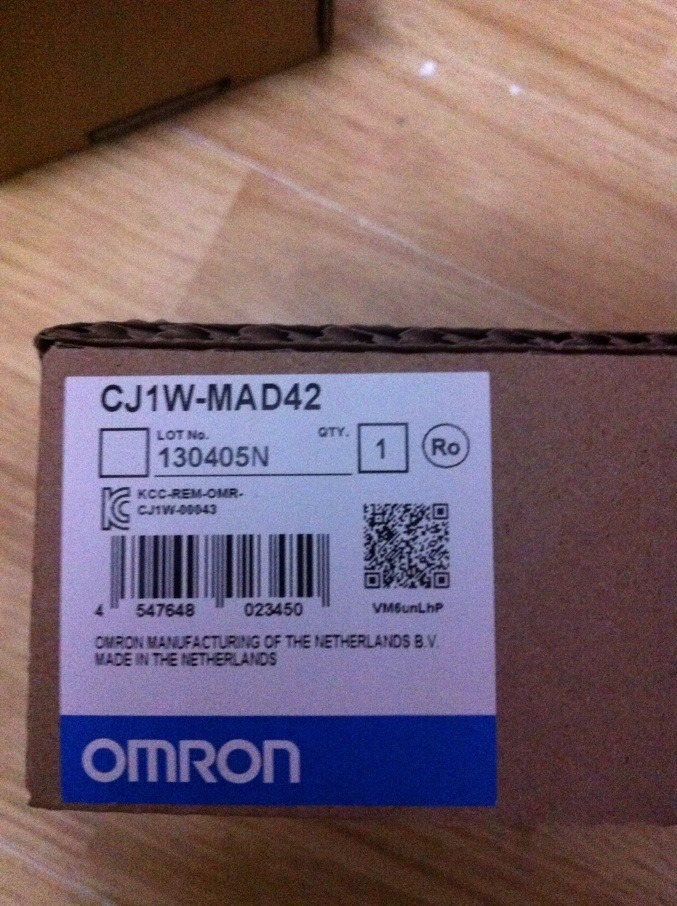 CJ1W-MAD42
LOT No.
QTY.
130405N
1
Ro
KCC-REM-OMR-
CJ1W-00043
4 547648 023450
VM6unLhP
OMRON MANUFACTURING OF THE NETHERLANDS B.V.
MADE IN THE NETHERLANDS
OMRON